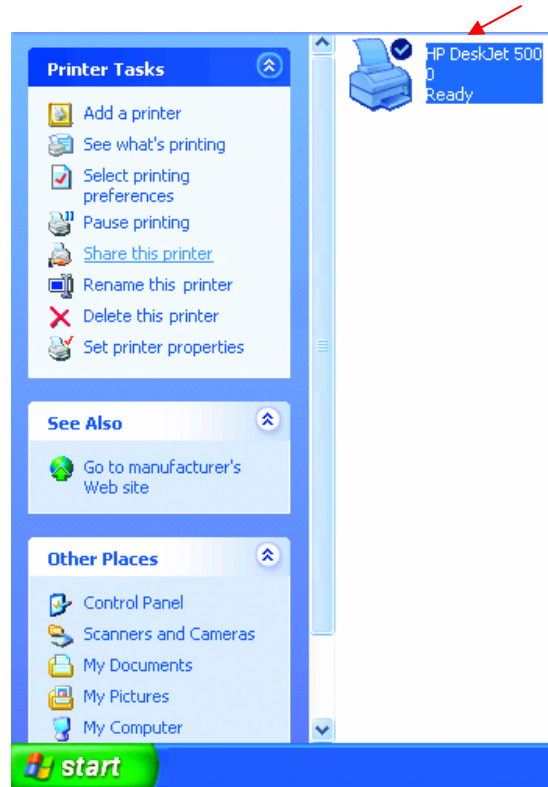 Printer Tasks
Add a printer
See what's printing
Select printing
preferences
Pause printing
Share this printer
Rename this printer
Delete this printer
Set printer properties
See Also
Go to manufacturer's
Web site
Other Places
Control Panel
Scanners and Cameras
My Documents
My Pictures
My Computer
HP DeskJet 500
0
Ready
start